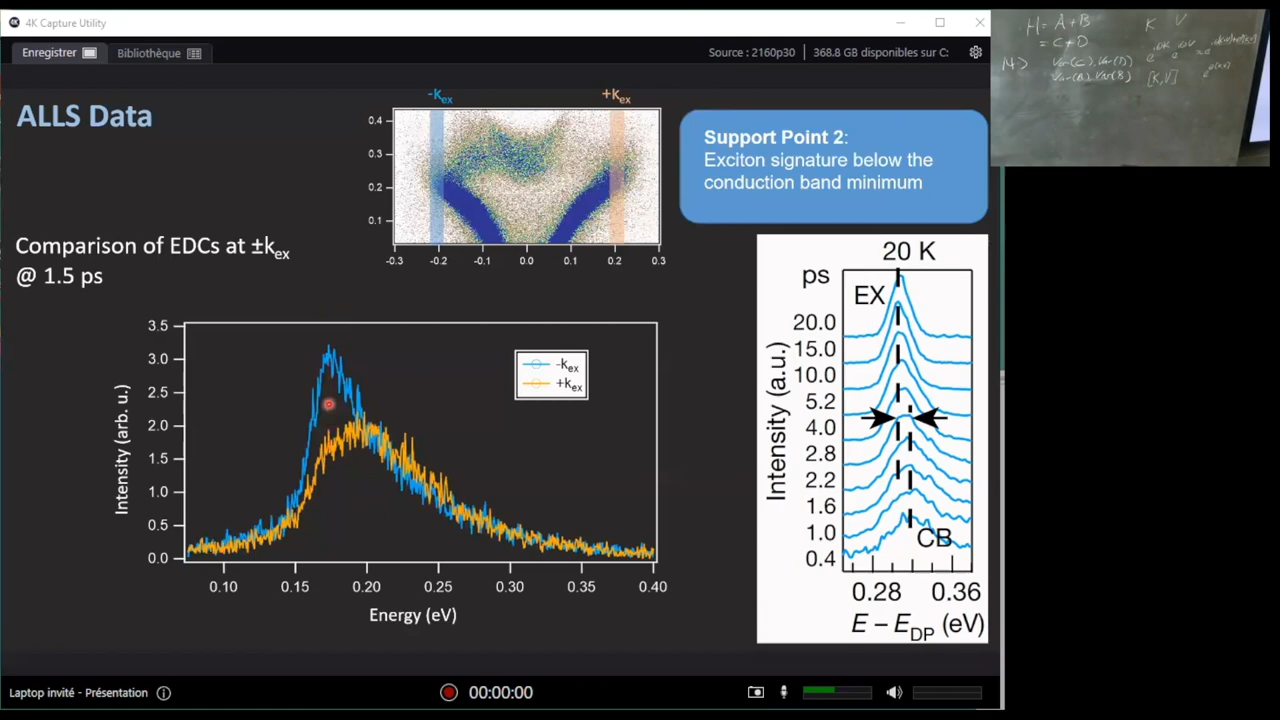 4K Capture Utility
Enregistrer
Bibliothèque
Source : 2160p30
368.8 GB disponibles sur C:
ALLS Data
-kex
+kex
0.4
0.3
0.2
0.1
-0.3 -0.2 -0.1 0.0 0.1 0.2 0.3
Support Point 2:
Exciton signature below the
conduction band minimum
Comparison of EDCs at ±kex
@ 1.5 ps
3.5
3.0
2.5
2.0
1.5
1.0
0.5
0.0
Intensity (arb. u.)
-kex
+kex
0.10 0.15 0.20 0.25 0.30 0.35 0.40
Energy (eV)
20 K
ps
EX
20.0
15.0
10.0
5.2
4.0
2.8
2.2
1.6
1.0
0.4
CB
Intensity (a.u.)
0.28 0.36
E – EDP (eV)
H = A + B
= C + D
K V
[K,V]
Laptop invité - Présentation
00:00:00